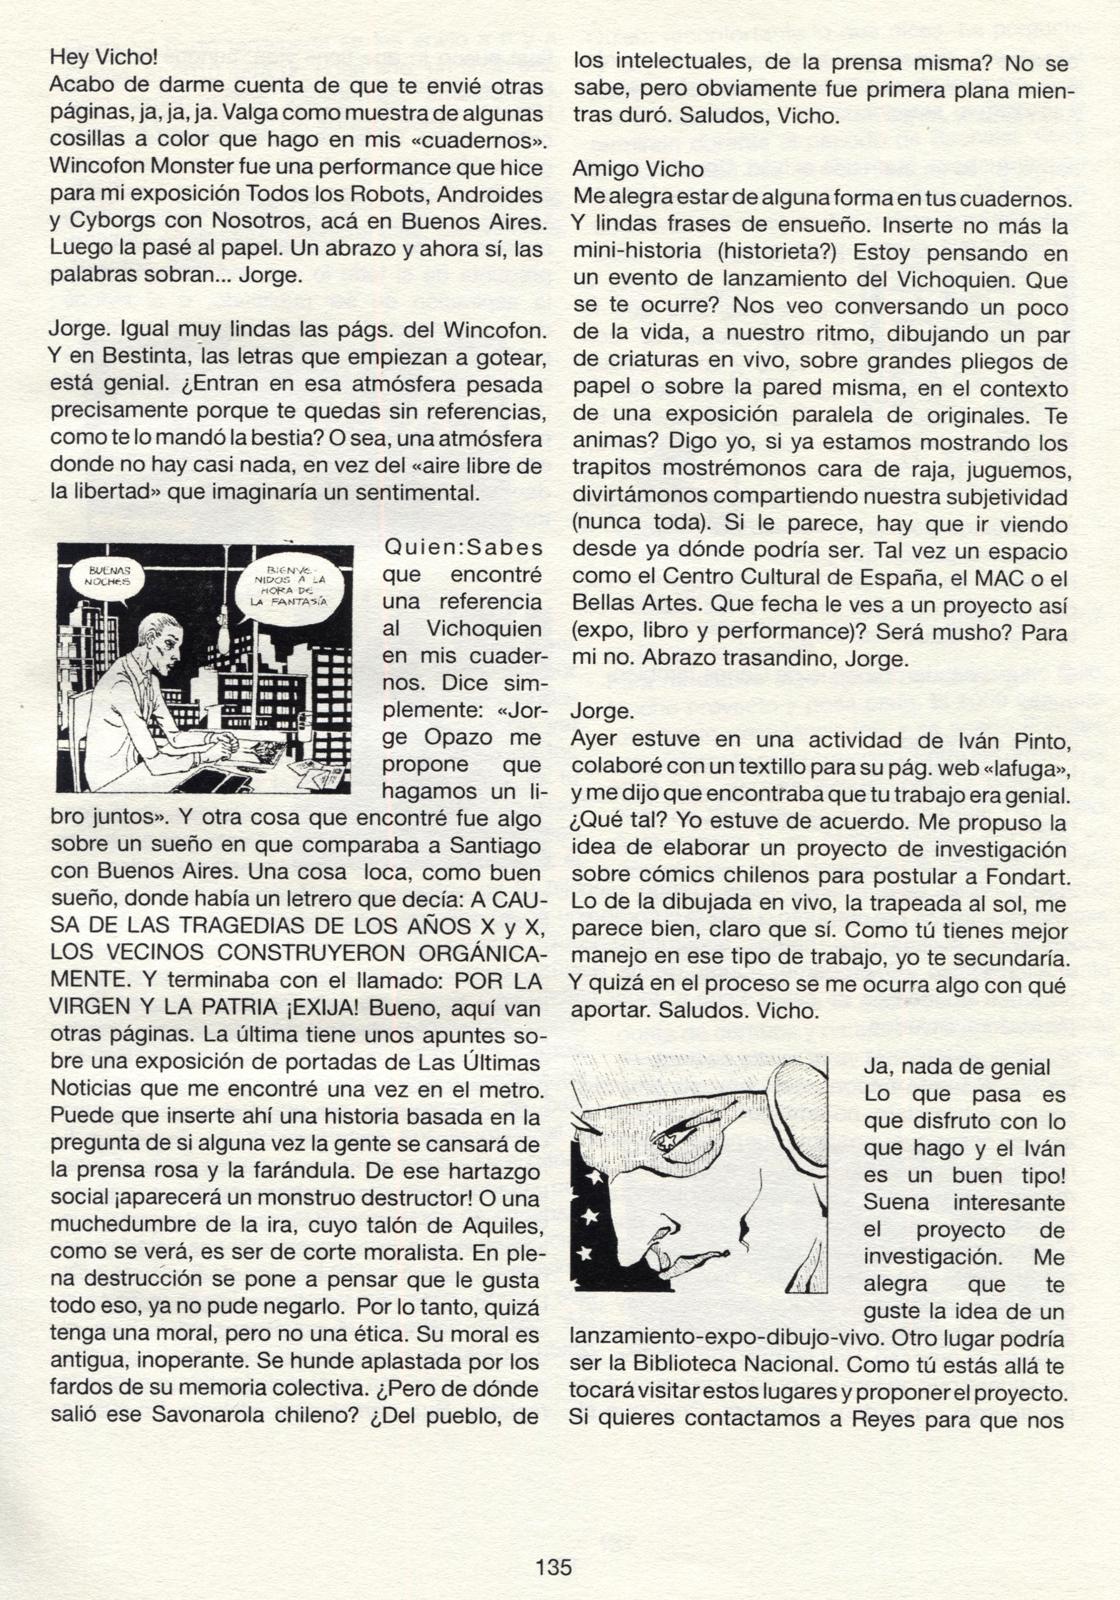 Hey Vicho!
Acabo de darme cuenta de que te envié otras
páginas, ja, ja, ja. Valga como muestra de algunas
cosillas a color que hago en mis «cuadernos».
Wincofon Monster fue una performance que hice
para mi exposición Todos los Robots, Androides
y Cyborgs con Nosotros, acá en Buenos Aires.
Luego la pasé al papel. Un abrazo y ahora sí, las
palabras sobran... Jorge.
Jorge. Igual muy lindas las págs. del Wincofon.
Y en Bestinta, las letras que empiezan a gotear,
está genial. ¿Entran en esa atmósfera pesada
precisamente porque te quedas sin referencias,
como te lo mandó la bestia? O sea, una atmósfera
donde no hay casi nada, en vez del «aire libre de
la libertad» que imaginaría un sentimental.
BUENAS
NOCHES
BIENVE-
NIDOS A LA
HORA DE
LA FANTASÍA
Quien:Sabes
que encontré
una referencia
al Vichoquien
en mis cuader-
nos. Dice sim-
plemente: «Jor-
ge Opazo me
propone que
hagamos un li-
bro juntos». Y otra cosa que encontré fue algo
sobre un sueño en que comparaba a Santiago
con Buenos Aires. Una cosa loca, como buen
sueño, donde había un letrero que decía: A CAU-
SA DE LAS TRAGEDIAS DE LOS AÑOS X y X,
LOS VECINOS CONSTRUYERON ORGÁNICA-
MENTE. Y terminaba con el llamado: POR LA
VIRGEN Y LA PATRIA ¡EXIJA! Bueno, aquí van
otras páginas. La última tiene unos apuntes so-
bre una exposición de portadas de Las Últimas
Noticias que me encontré una vez en el metro.
Puede que inserte ahí una historia basada en la
pregunta de si alguna vez la gente se cansará de
la prensa rosa y la farándula. De ese hartazgo
social ¡aparecerá un monstruo destructor! O una
muchedumbre de la ira, cuyo talón de Aquiles,
como se verá, es ser de corte moralista. En ple-
na destrucción se pone a pensar que le gusta
todo eso, ya no pude negarlo. Por lo tanto, quizá
tenga una moral, pero no una ética. Su moral es
antigua, inoperante. Se hunde aplastada por los
fardos de su memoria colectiva. ¿Pero de dónde
salió ese Savonarola chileno? ¿Del pueblo, de
los intelectuales, de la prensa misma? No se
sabe, pero obviamente fue primera plana mien-
tras duró. Saludos, Vicho.
Amigo Vicho
Me alegra estar de alguna forma en tus cuadernos.
Y lindas frases de ensueño. Inserte no más la
mini-historia (historieta?) Estoy pensando en
un evento de lanzamiento del Vichoquien. Que
se te ocurre? Nos veo conversando un poco
de la vida, a nuestro ritmo, dibujando un par
de criaturas en vivo, sobre grandes pliegos de
papel o sobre la pared misma, en el contexto
de una exposición paralela de originales. Te
animas? Digo yo, si ya estamos mostrando los
trapitos mostrémonos cara de raja, juguemos,
divirtámonos compartiendo nuestra subjetividad
(nunca toda). Si le parece, hay que ir viendo
desde ya dónde podría ser. Tal vez un espacio
como el Centro Cultural de España, el MAC o el
Bellas Artes. Que fecha le ves a un proyecto así
(expo, libro y performance)? Será musho? Para
mi no. Abrazo trasandino, Jorge.
Jorge.
Ayer estuve en una actividad de Iván Pinto,
colaboré con un textillo para su pág. web «lafuga»,
y me dijo que encontraba que tu trabajo era genial.
¿Qué tal? Yo estuve de acuerdo. Me propuso la
idea de elaborar un proyecto de investigación
sobre cómics chilenos para postular a Fondart.
Lo de la dibujada en vivo, la trapeada al sol, me
parece bien, claro que sí. Como tú tienes mejor
manejo en ese tipo de trabajo, yo te secundaría.
Y quizá en el proceso se me ocurra algo con qué
aportar. Saludos. Vicho.
Ja, nada de genial
Lo que pasa es
que disfruto con lo
que hago y el Iván
es un buen tipo!
Suena interesante
el proyecto de
investigación. Me
alegra que te
guste la idea de un
lanzamiento-expo-dibujo-vivo. Otro lugar podría
ser la Biblioteca Nacional. Como tú estás allá te
tocará visitar estos lugares y proponer el proyecto.
Si quieres contactamos a Reyes para que nos
135